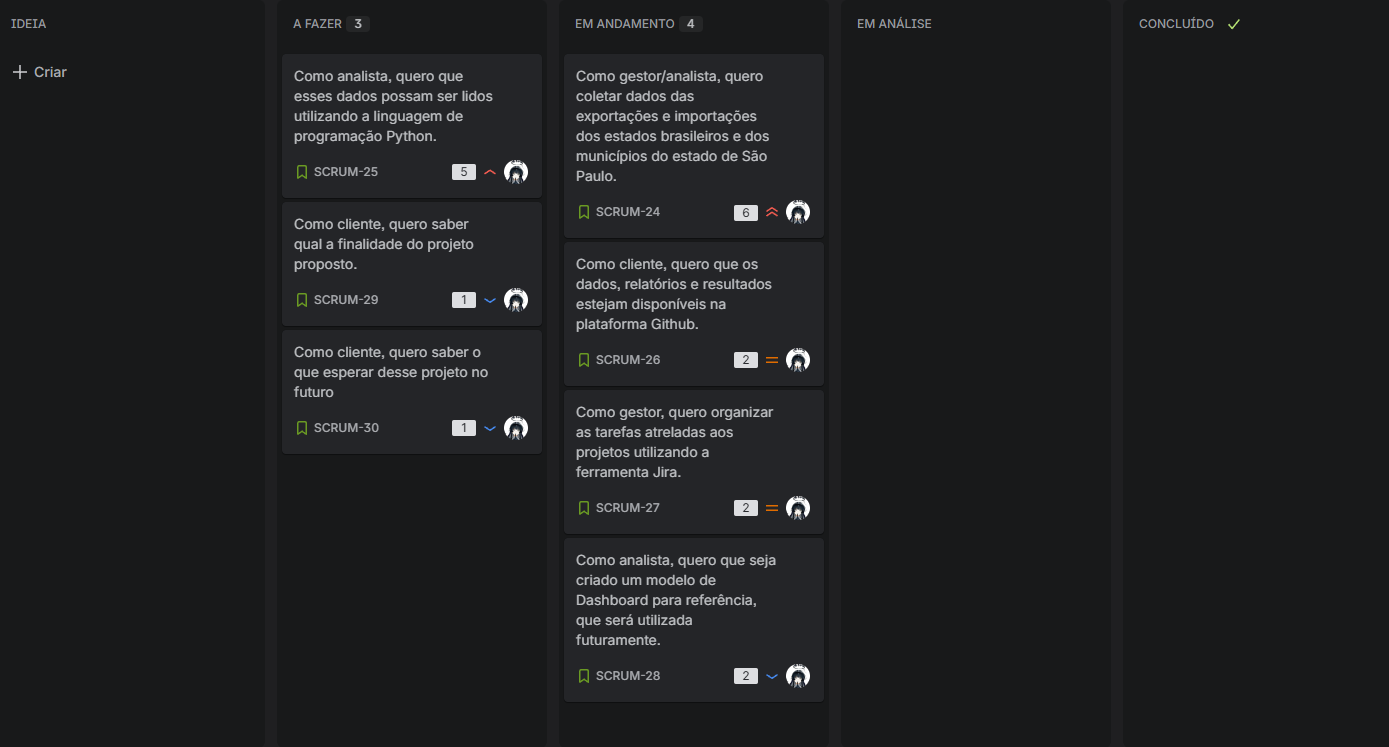 IDEIA
Criar
A FAZER 3
Como analista, quero que
esses dados possam ser lidos
utilizando a linguagem de
programação Python.
SCRUM-25 5
Como cliente, quero saber
qual a finalidade do projeto
proposto.
SCRUM-29 1
Como cliente, quero saber o
que esperar desse projeto no
futuro
SCRUM-30 1
EM ANDAMENTO 4
Como gestor/analista, quero
coletar dados das
exportações e importações
dos estados brasileiros e dos
municípios do estado de São
Paulo.
SCRUM-24 6
Como cliente, quero que os
dados, relatórios e resultados
estejam disponíveis na
plataforma Github.
SCRUM-26 2
Como gestor, quero organizar
as tarefas atreladas aos
projetos utilizando a
ferramenta Jira.
SCRUM-27 2
Como analista, quero que seja
criado um modelo de
Dashboard para referência,
que será utilizada
futuramente.
SCRUM-28 2
EM ANÁLISE
CONCLUÍDO